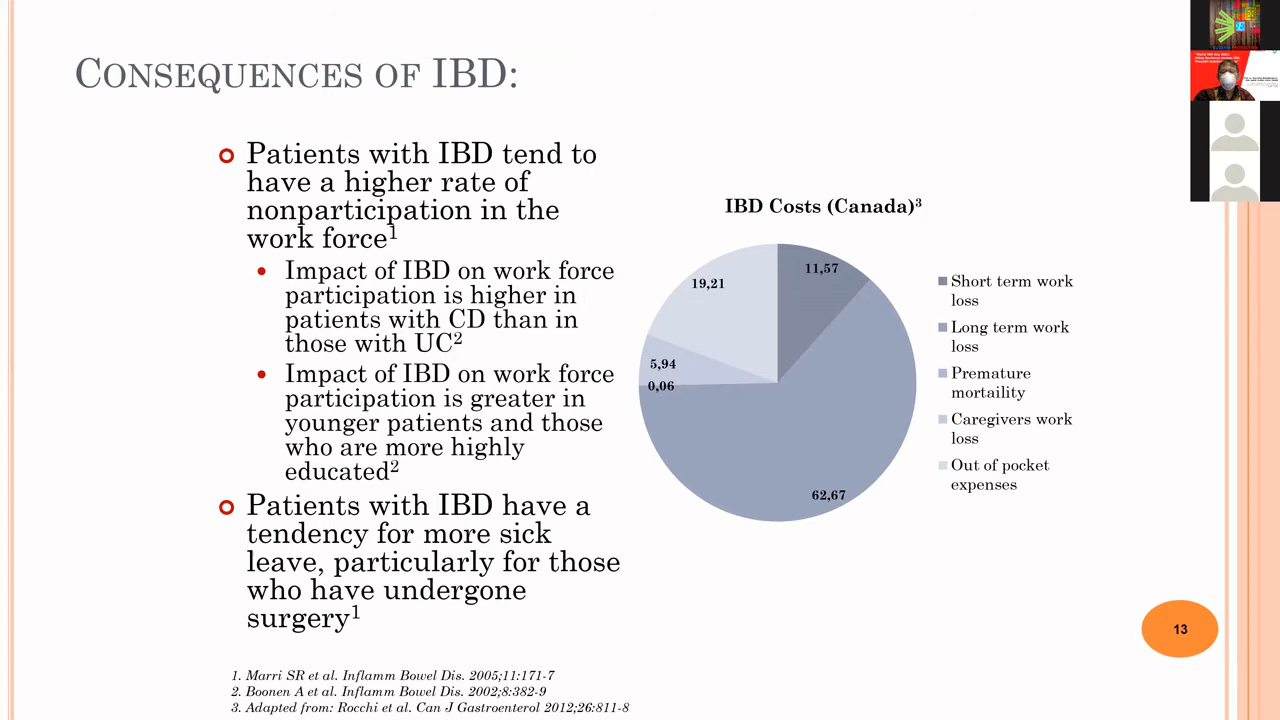 CONSEQUENCES OF IBD:
Patients with IBD tend to
have a higher rate of
nonparticipation in the
work force1
Impact of IBD on work force
participation is higher in
patients with CD than in
those with UC2
Impact of IBD on work force
participation is greater in
younger patients and those
who are more highly
educated2
Patients with IBD have a
tendency for more sick
leave, particularly for those
who have undergone
surgery1
IBD Costs (Canada)3
11,57
19,21
5,94
0,06
62,67
Short term work
loss
Long term work
loss
Premature
mortaility
Caregivers work
loss
Out of pocket
expenses
13
1. Marri SR et al. Inflamm Bowel Dis. 2005;11:171-7
2. Boonen A et al. Inflamm Bowel Dis. 2002;8:382-9
3. Adapted from: Rocchi et al. Can J Gastroenterol 2012;26:811-8